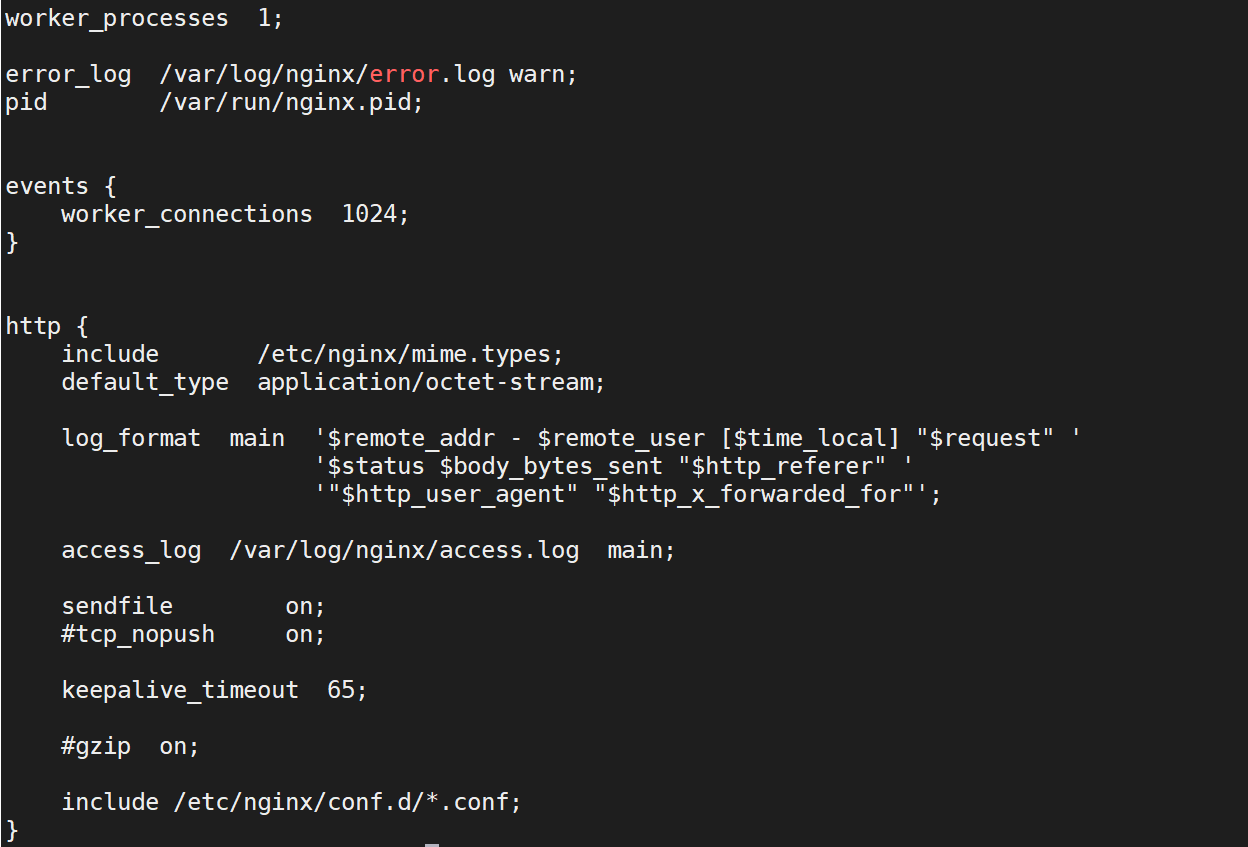 worker_processes  1;

error_log  /var/log/nginx/error.log warn;
pid        /var/run/nginx.pid;


events {
    worker_connections  1024;
}


http {
    include       /etc/nginx/mime.types;
    default_type  application/octet-stream;

    log_format  main  '$remote_addr - $remote_user [$time_local] "$request" '
                      '$status $body_bytes_sent "$http_referer" '
                      '"$http_user_agent" "$http_x_forwarded_for"';

    access_log  /var/log/nginx/access.log  main;

    sendfile        on;
    #tcp_nopush     on;

    keepalive_timeout  65;

    #gzip  on;

    include /etc/nginx/conf.d/*.conf;
}